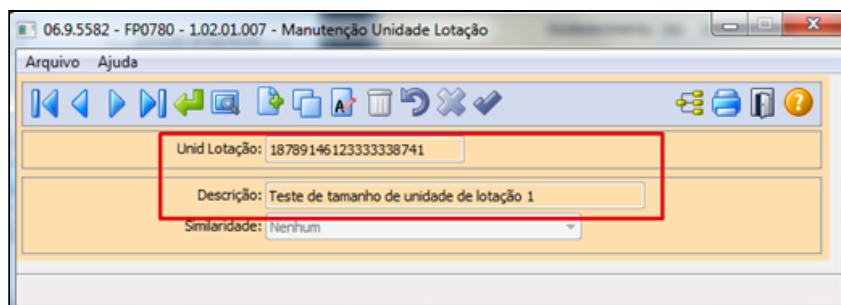 06.9.5582 - FP0780 - 1.02.01.007 - Manutenção Unidade Lotação
Arquivo Ajuda
Unid Lotação: 18789146123333338741
Descrição: Teste de tamanho de unidade de lotação 1
Similaridade: Nenhum